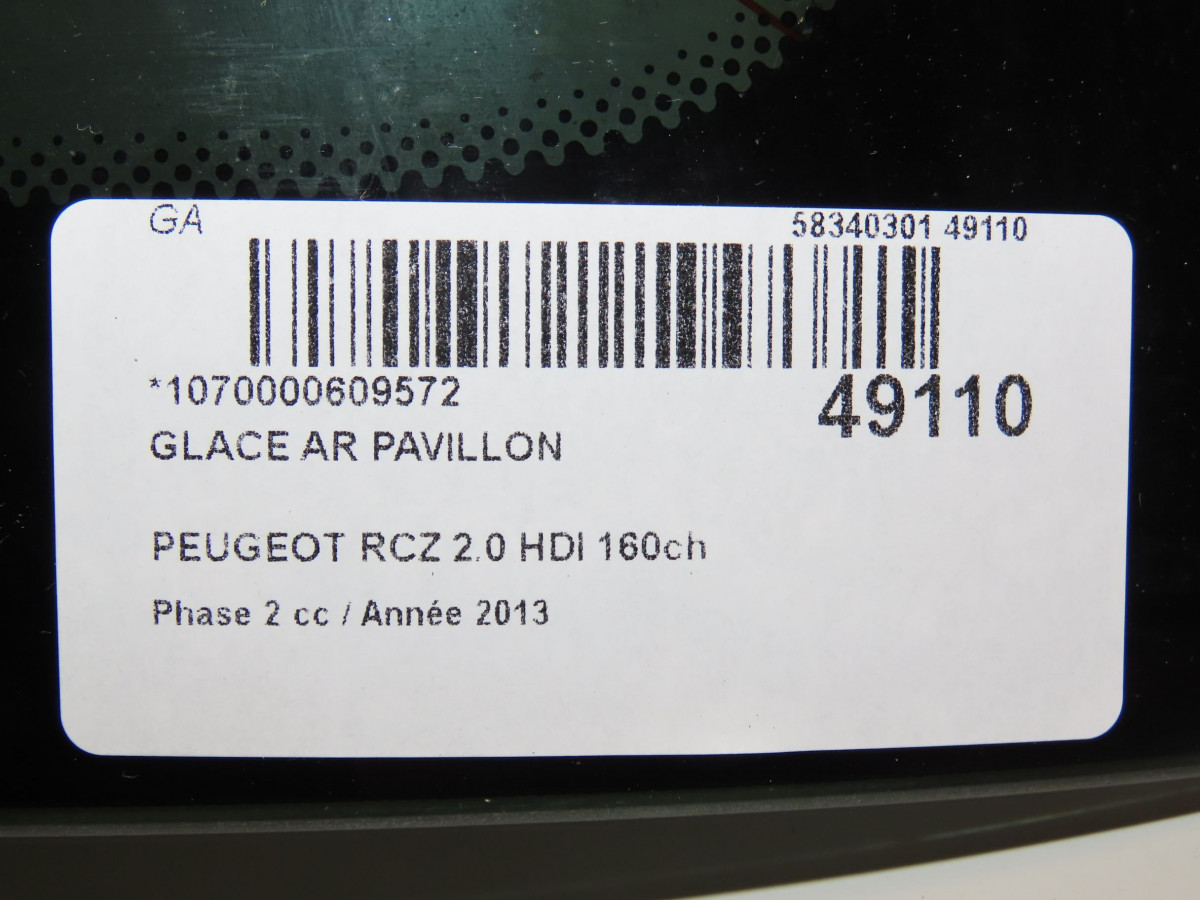 GA 58340301 49110
*1070000609572 49110
GLACE AR PAVILLON
PEUGEOT RCZ 2.0 HDI 160ch
Phase 2 cc / Année 2013